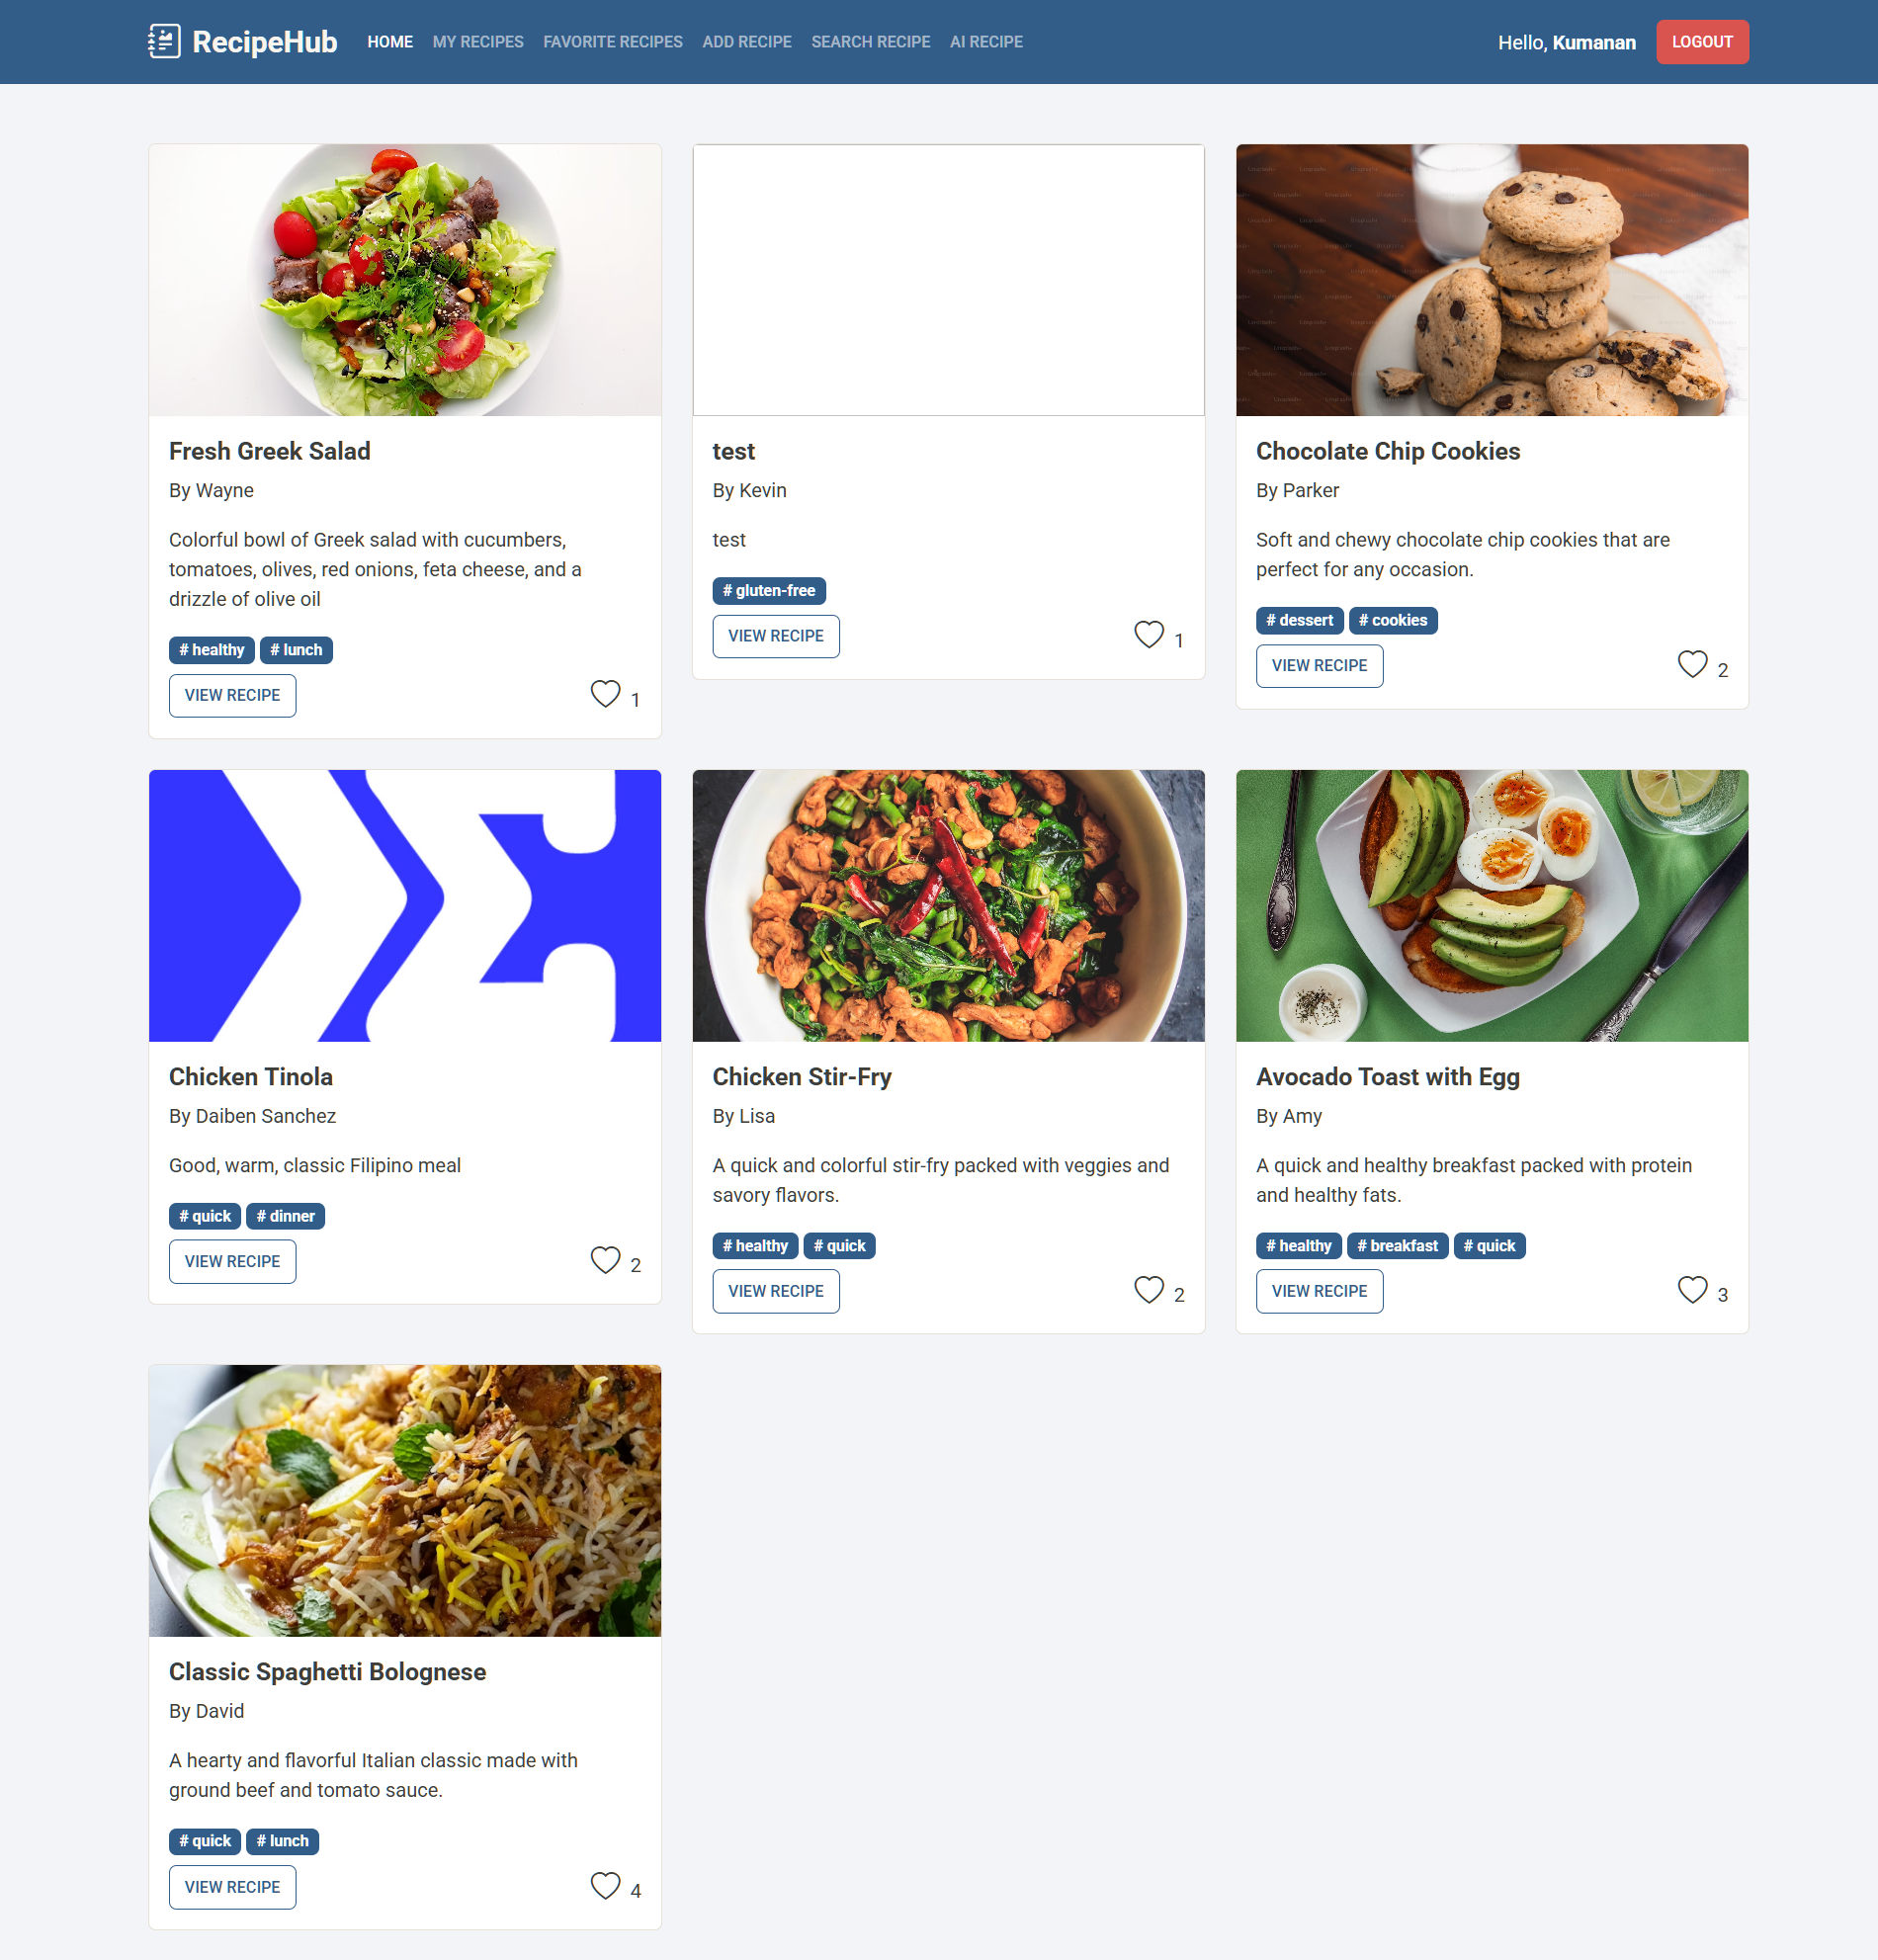 RecipeHub HOME MY RECIPES FAVORITE RECIPES ADD RECIPE SEARCH RECIPE AI RECIPE Hello, Kumanan LOGOUT
Fresh Greek Salad
By Wayne
Colorful bowl of Greek salad with cucumbers,
tomatoes, olives, red onions, feta cheese, and a
drizzle of olive oil
# healthy # lunch
VIEW RECIPE 1
test
By Kevin
test
# gluten-free
VIEW RECIPE 1
Chocolate Chip Cookies
By Parker
Soft and chewy chocolate chip cookies that are
perfect for any occasion.
# dessert # cookies
VIEW RECIPE 2
Chicken Tinola
By Daiben Sanchez
Good, warm, classic Filipino meal
# quick # dinner
VIEW RECIPE 2
Chicken Stir-Fry
By Lisa
A quick and colorful stir-fry packed with veggies and
savory flavors.
# healthy # quick
VIEW RECIPE 2
Avocado Toast with Egg
By Amy
A quick and healthy breakfast packed with protein
and healthy fats.
# healthy # breakfast # quick
VIEW RECIPE 3
Classic Spaghetti Bolognese
By David
A hearty and flavorful Italian classic made with
ground beef and tomato sauce.
# quick # lunch
VIEW RECIPE 4